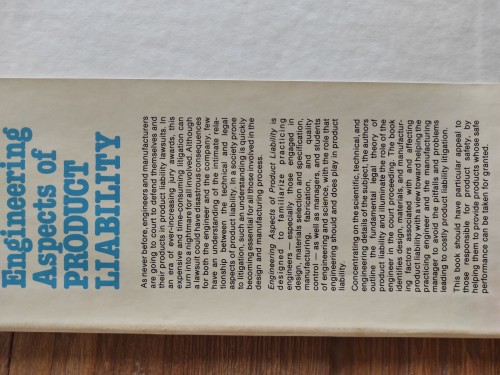 Engineering
Aspects of
PRODUCT
LIABILITY
As never before, engineers and manufacturers
are going to court to defend themselves and
their products in product liability lawsuits. In
an era of ever-increasing jury awards, this
expensive and time-consuming litigation can
turn into a nightmare for all involved. Although
a lawsuit can have disastrous consequences
for both the engineer and the company, few
have an understanding of the intimate rela-
tionship between the technical and legal
aspects of product liability. In a society prone
to litigation, such an understanding is quickly
becoming essential for all those involved in the
design and manufacturing process.
Engineering Aspects of Product Liability is
designed to familiarize practicing
engineers — especially those engaged in
design, materials selection and specification,
manufacturing, fabrication, and quality
control — as well as managers, and students
of engineering and science, with the role that
engineering should and does play in product
liability.
Concentrating on the scientific, technical, and
engineering details of the subject, the authors
outline the fundamental legal theory of
product liability and illustrate the role of the
engineer in the court proceeding. The book
identifies design, materials, and manufactur-
ing factors associated with and affecting
product liability with a view toward helping the
practicing engineer and the manufacturing
manager to avoid the pitfalls and problems
leading to costly product liability litigation.
This book should have particular appeal to
those responsible for product safety, by
helping them to provide products whose safe
performance can be taken for granted.